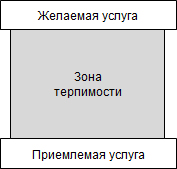 Желаемая услуга
Зона
терпимости
Приемлемая услуга